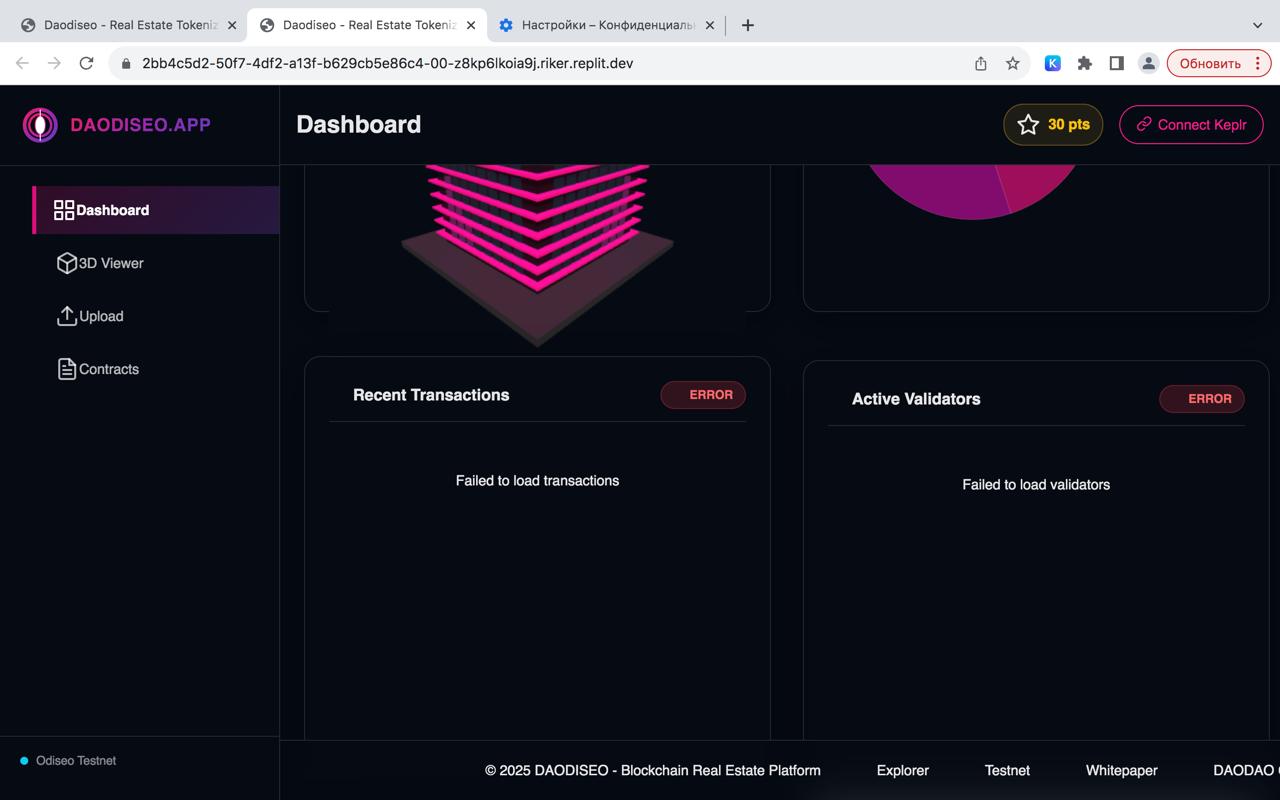 Daodiseo - Real Estate Tokeniz
Daodiseo - Real Estate Tokeniz
Настройки – Конфиденциаль
2bb4c5d2-50f7-4df2-a13f-b629cb5e86c4-00-z8kp6lkoia9j.riker.replit.dev
K
Обновить
DAODISEO.APP
Dashboard
30 pts
Connect Keplr
Dashboard
3D Viewer
Upload
Contracts
Recent Transactions
ERROR
Failed to load transactions
Active Validators
ERROR
Failed to load validators
Odiseo Testnet
© 2025 DAODISEO - Blockchain Real Estate Platform
Explorer
Testnet
Whitepaper
DAODAO